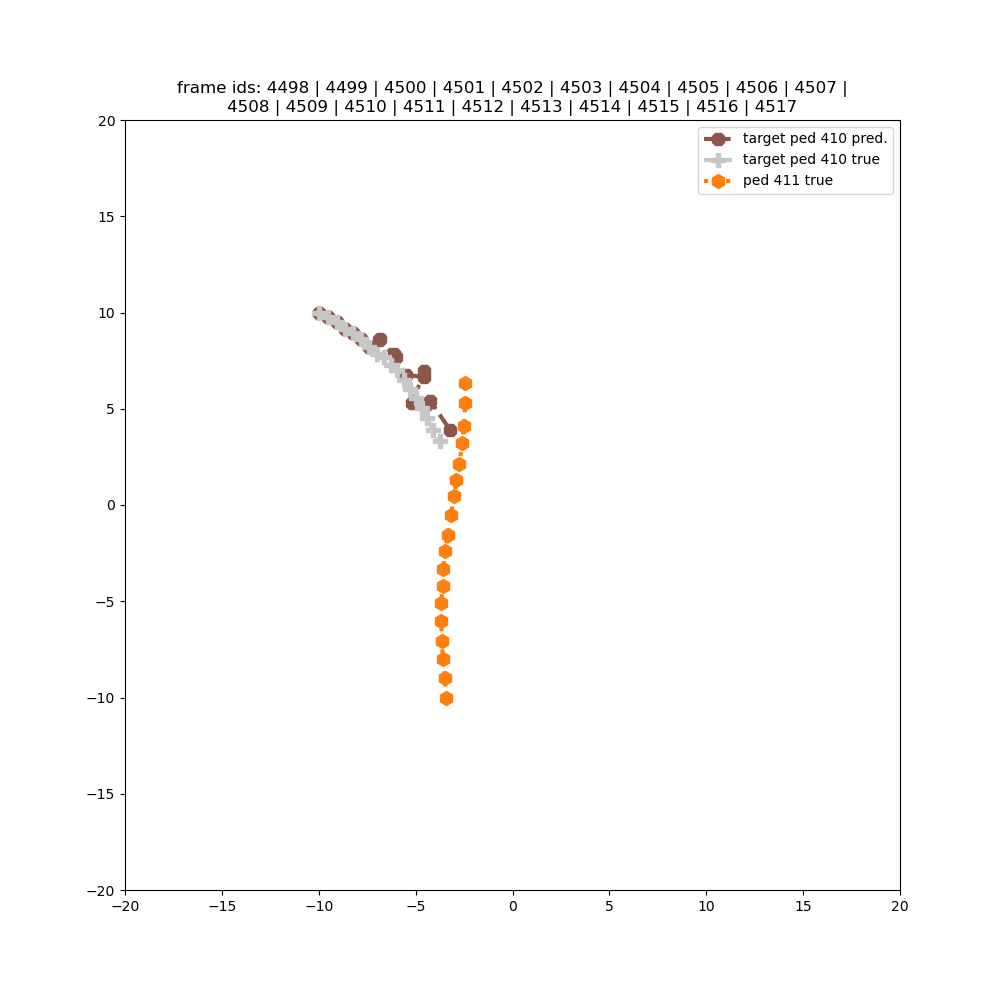 frame ids: 4498 | 4499 | 4500 | 4501 | 4502 | 4503 | 4504 | 4505 | 4506 | 4507 |
4508 | 4509 | 4510 | 4511 | 4512 | 4513 | 4514 | 4515 | 4516 | 4517
target ped 410 pred.
target ped 410 true
ped 411 true
20
15
10
5
0
−5
−10
−15
−20
−20 −15 −10 −5 0 5 10 15 20